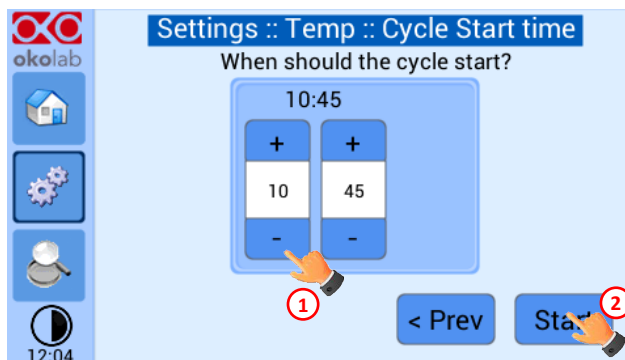 Settings :: Temp :: Cycle Start time
okolab
When should the cycle start?
10:45
+ +
10 45
- -
1
< Prev
Start
2
12:04